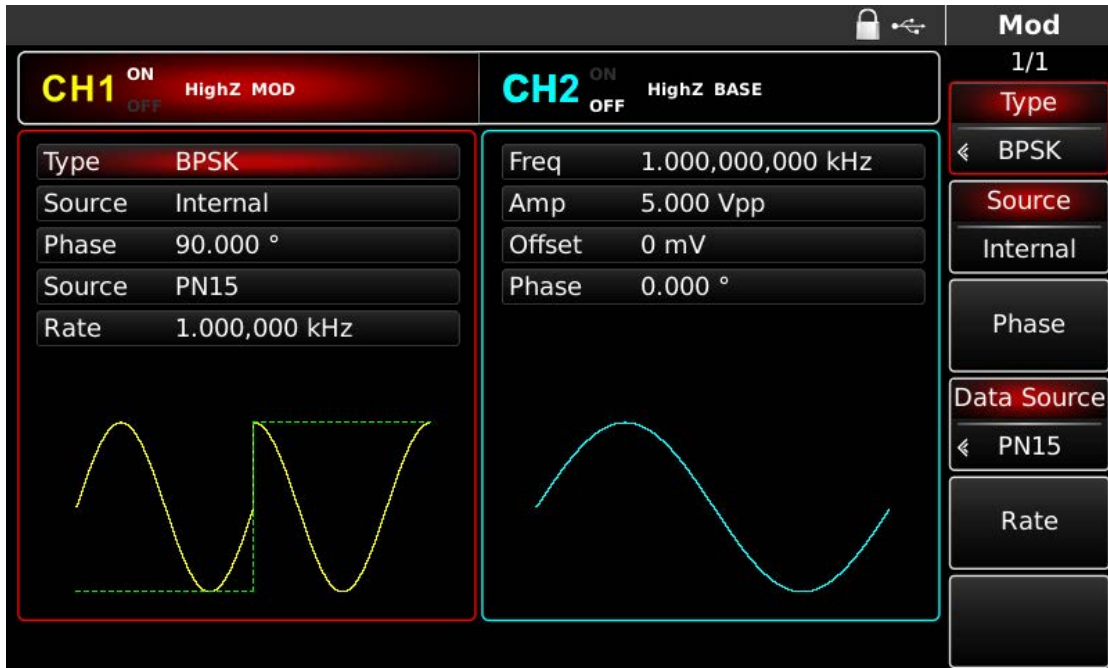 Mod
1/1
CH1 ON OFF HighZ MOD
CH2 ON OFF HighZ BASE
Type BPSK
Source Internal
Phase 90.000 °
Source PN15
Rate 1.000,000 kHz
Freq 1.000,000,000 kHz
Amp 5.000 Vpp
Offset 0 mV
Phase 0.000 °
Type
BPSK
Source
Internal
Phase
Data Source
PN15
Rate